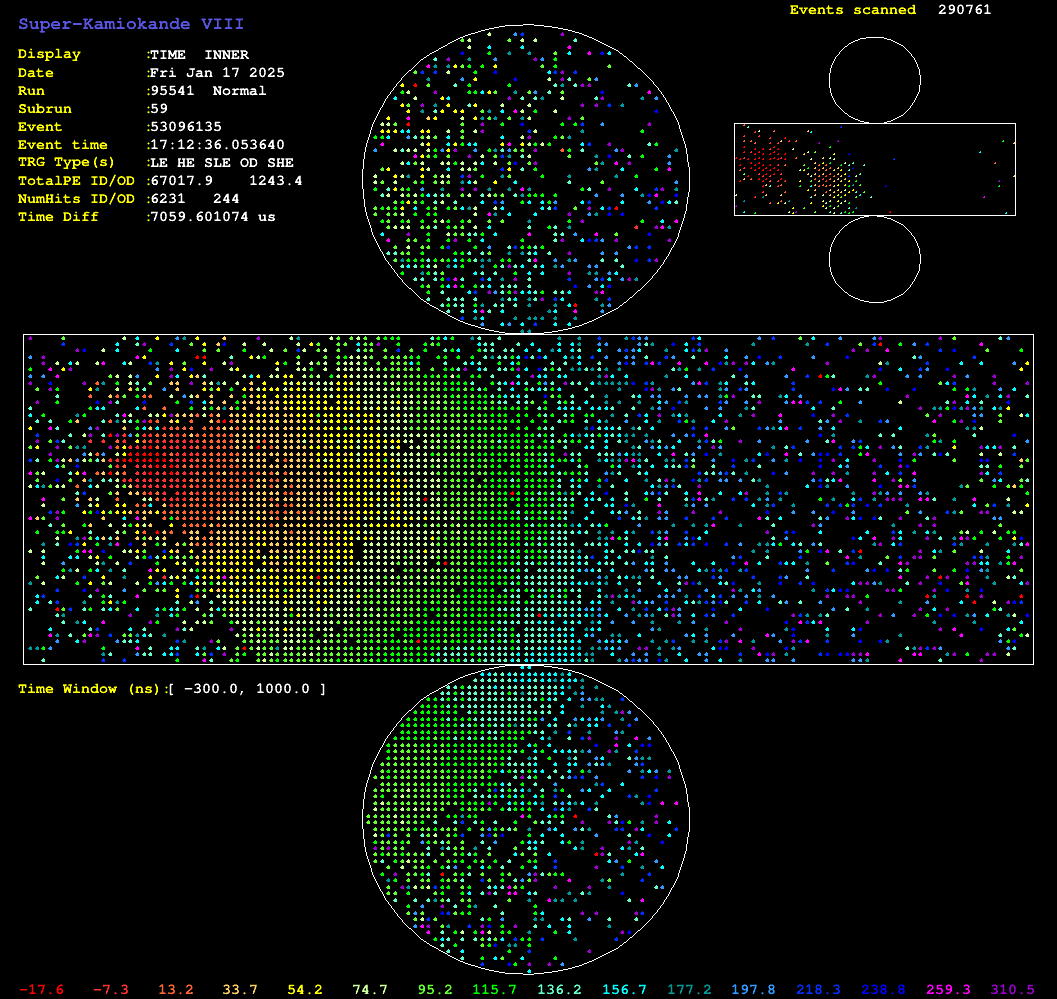 Super-Kamiokande VIII
Events scanned 290761
Display :TIME INNER
Date :Fri Jan 17 2025
Run :95541 Normal
Subrun :59
Event :53096135
Event time :17:12:36.053640
TRG Type(s) :LE HE SLE OD SHE
TotalPE ID/OD :67017.9 1243.4
NumHits ID/OD :6231 244
Time Diff :7059.601074 us
Time Window (ns):[ -300.0, 1000.0 ]
-17.6 -7.3 13.2 33.7 54.2 74.7 95.2 115.7 136.2 156.7 177.2 197.8 218.3 238.8 259.3 310.5